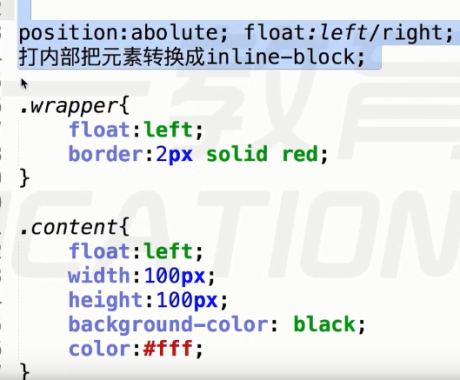 position:abolute; float:left/right;
打内部把元素转换成inline-block;
.wrapper{
float:left;
border:2px solid red;
}
.content{
float:left;
width:100px;
height:100px;
background-color: black;
color:#fff;
}